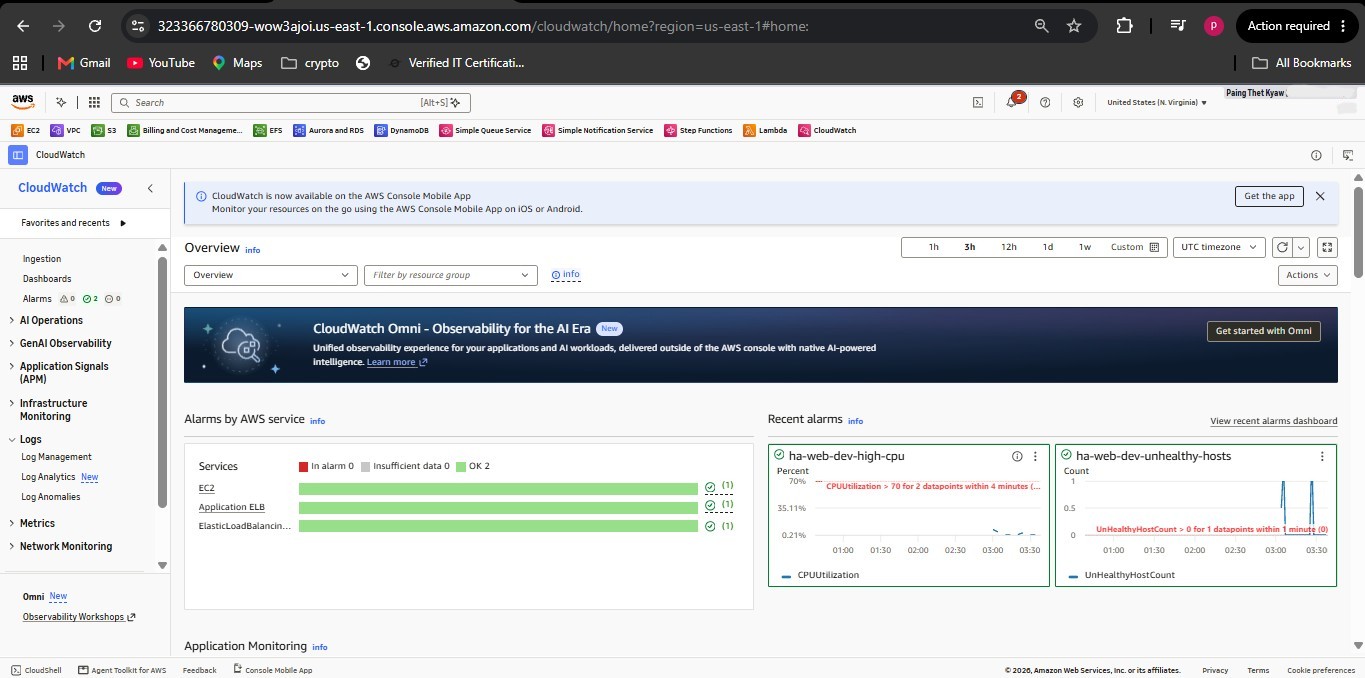 323366780309-wow3ajoi.us-east-1.console.aws.amazon.com/cloudwatch/home?region=us-east-1#home:
p
Action required
Gmail
YouTube
Maps
crypto
Verified IT Certificati...
All Bookmarks
aws
Search
[Alt+S]
2
United States (N. Virginia)
Paing Thet Kyaw
EC2
VPC
S3
Billing and Cost Manageme...
EFS
Aurora and RDS
DynamoDB
Simple Queue Service
Simple Notification Service
Step Functions
Lambda
CloudWatch
CloudWatch
CloudWatch New
Favorites and recents
Ingestion
Dashboards
Alarms 0 2 0
AI Operations
GenAI Observability
Application Signals
(APM)
Infrastructure
Monitoring
Logs
Log Management
Log Analytics New
Log Anomalies
Metrics
Network Monitoring
Omni New
Observability Workshops
CloudWatch is now available on the AWS Console Mobile App
Monitor your resources on the go using the AWS Console Mobile App on iOS or Android.
Get the app
Overview info
1h 3h 12h 1d 1w Custom
UTC timezone
Overview
Filter by resource group
info
Actions
CloudWatch Omni - Observability for the AI Era New
Unified observability experience for your applications and AI workloads, delivered outside of the AWS console with native AI-powered
intelligence. Learn more
Get started with Omni
Alarms by AWS service info
Services
In alarm 0 Insufficient data 0 OK 2
EC2 (1)
Application ELB (1)
ElasticLoadBalancin... (1)
Recent alarms info
View recent alarms dashboard
ha-web-dev-high-cpu
Percent
70%
CPUUtilization > 70 for 2 datapoints within 4 minutes (...
35.11%
0.21%
01:00 01:30 02:00 02:30 03:00 03:30
CPUUtilization
ha-web-dev-unhealthy-hosts
Count
1
0.5
UnHealthyHostCount > 0 for 1 datapoints within 1 minute (0)
0
01:00 01:30 02:00 02:30 03:00 03:30
UnHealthyHostCount
Application Monitoring info
CloudShell
Agent Toolkit for AWS
Feedback
Console Mobile App
© 2026, Amazon Web Services, Inc. or its affiliates.
Privacy
Terms
Cookie preferences